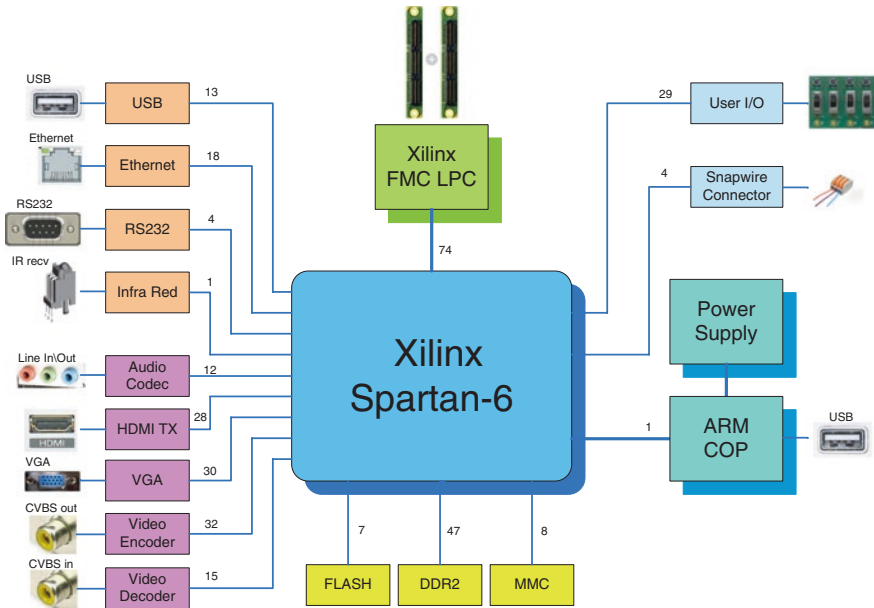 USB
USB
13
Ethernet
Ethernet
18
RS232
RS232
4
IR recv
Infra Red
1
Line In\Out
Audio
Codec
12
HDMI
HDMI TX
28
VGA
VGA
30
CVBS out
Video
Encoder
32
CVBS in
Video
Decoder
15
Xilinx
FMC LPC
74
Xilinx
Spartan-6
29
User I/O
4
Snapwire
Connector
Power
Supply
1
ARM
COP
USB
7
47
8
FLASH
DDR2
MMC